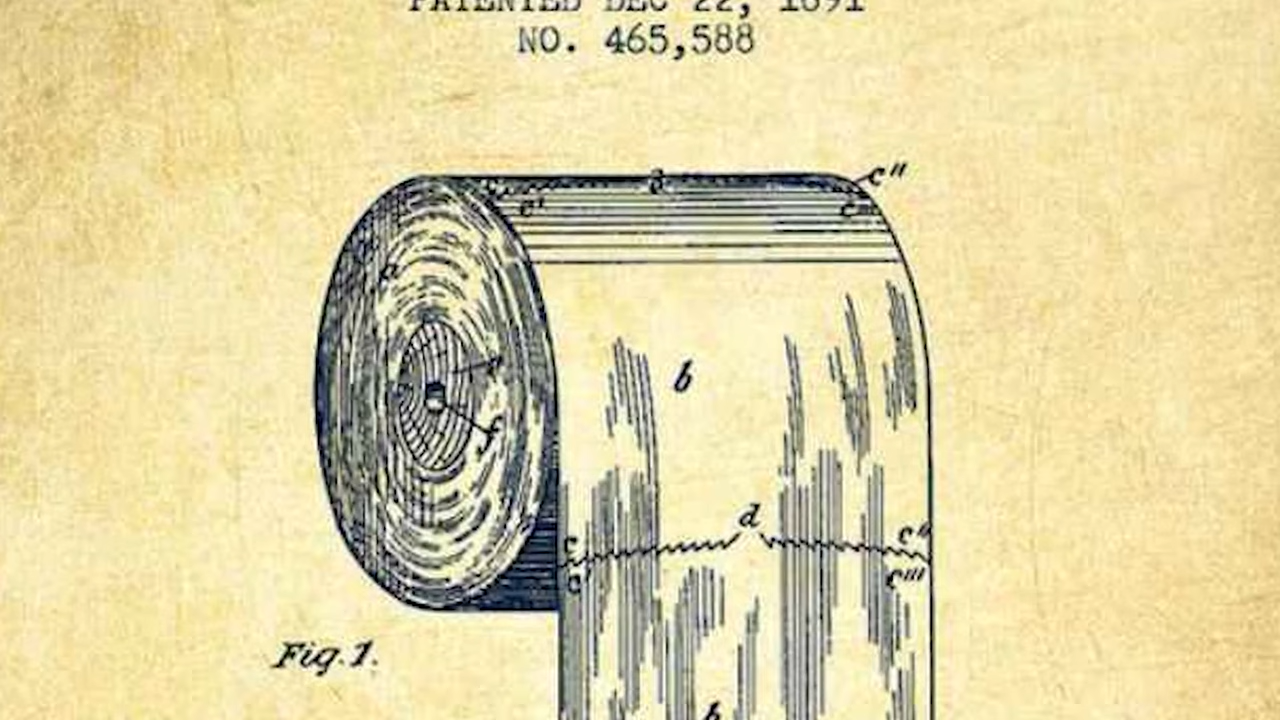 PATENTED DEC 22, 1891
NO. 465,588
c"
c'
a
e
b
f
d
c c"
c' c'''
Fig. 1.
b